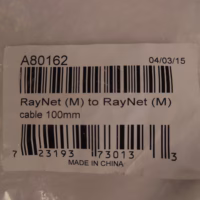 A80162 04/03/15
RayNet (M) to RayNet (M)
cable 100mm
7 23193 73013 3
MADE IN CHINA